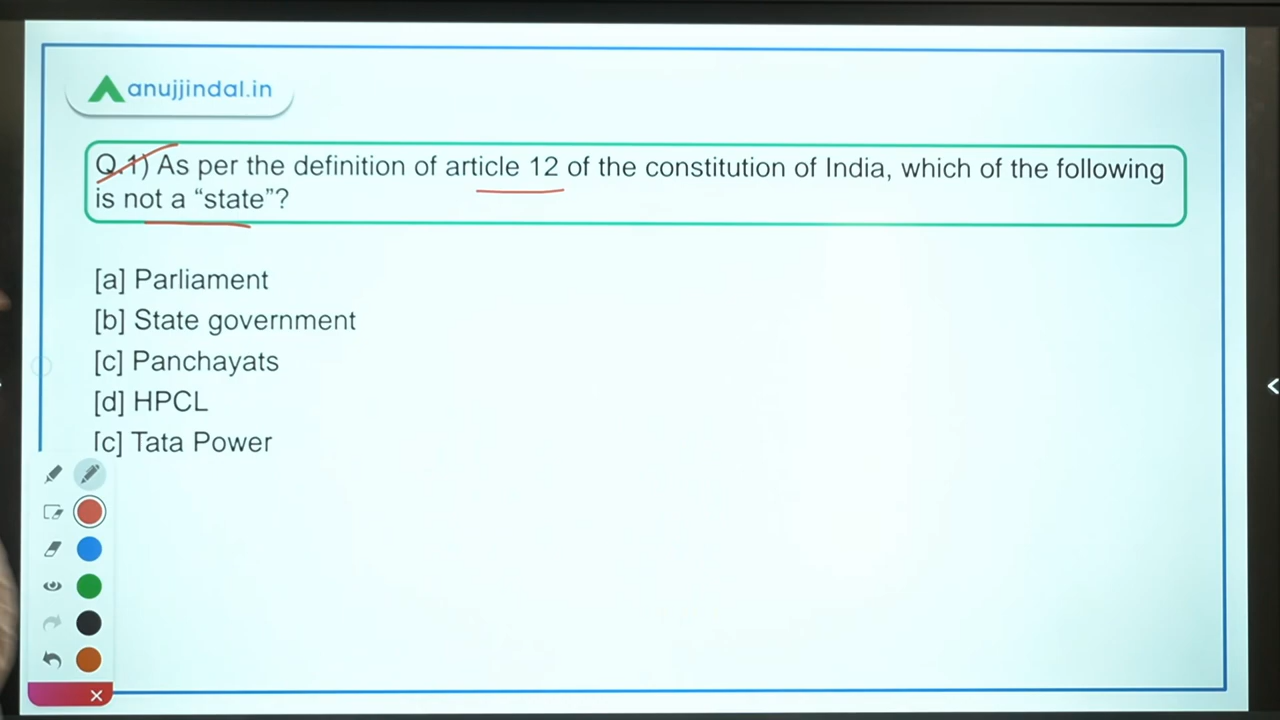 anujjindal.in
Q.1) As per the definition of article 12 of the constitution of India, which of the following
is not a “state”?
[a] Parliament
[b] State government
[c] Panchayats
[d] HPCL
[c] Tata Power